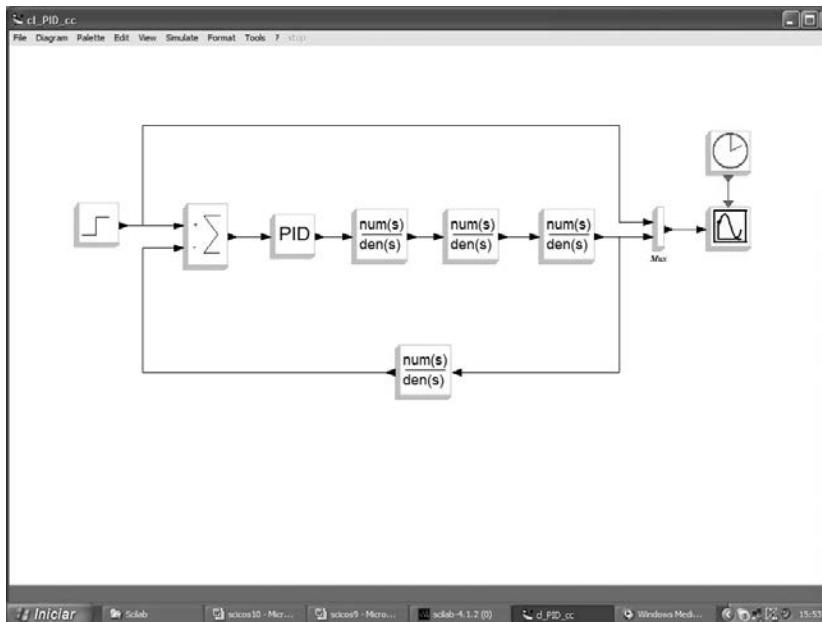 cl_PID_cc
File Diagram Palette Edit View Simulate Format Tools ? stop
+
-
Σ
PID
num(s)
den(s)
num(s)
den(s)
num(s)
den(s)
Mux
num(s)
den(s)
Iniciar
Scilab
scicos10 - Micr...
scicos9 - Micro...
scilab-4.1.2 (0)
cl_PID_cc
Windows Medi...
15:53